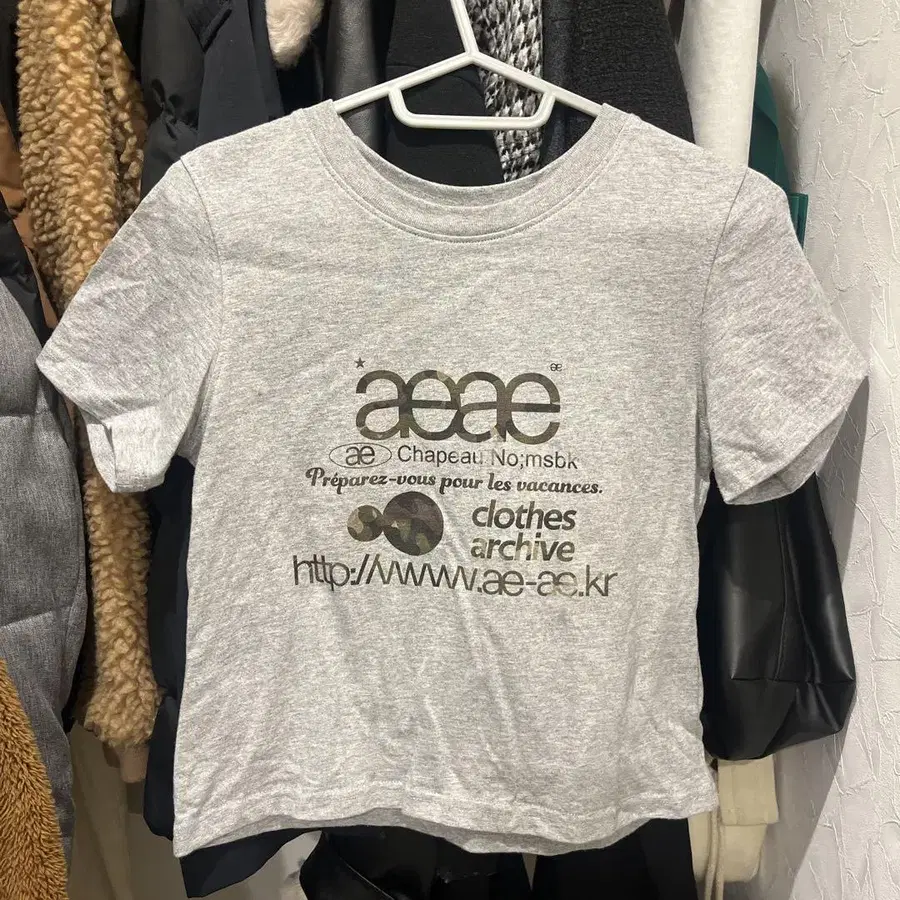 aeae æ
ae Chapeau No;msbk
Préparez-vous pour les vacances.
clothes
archive
http://www.ae-ae.kr